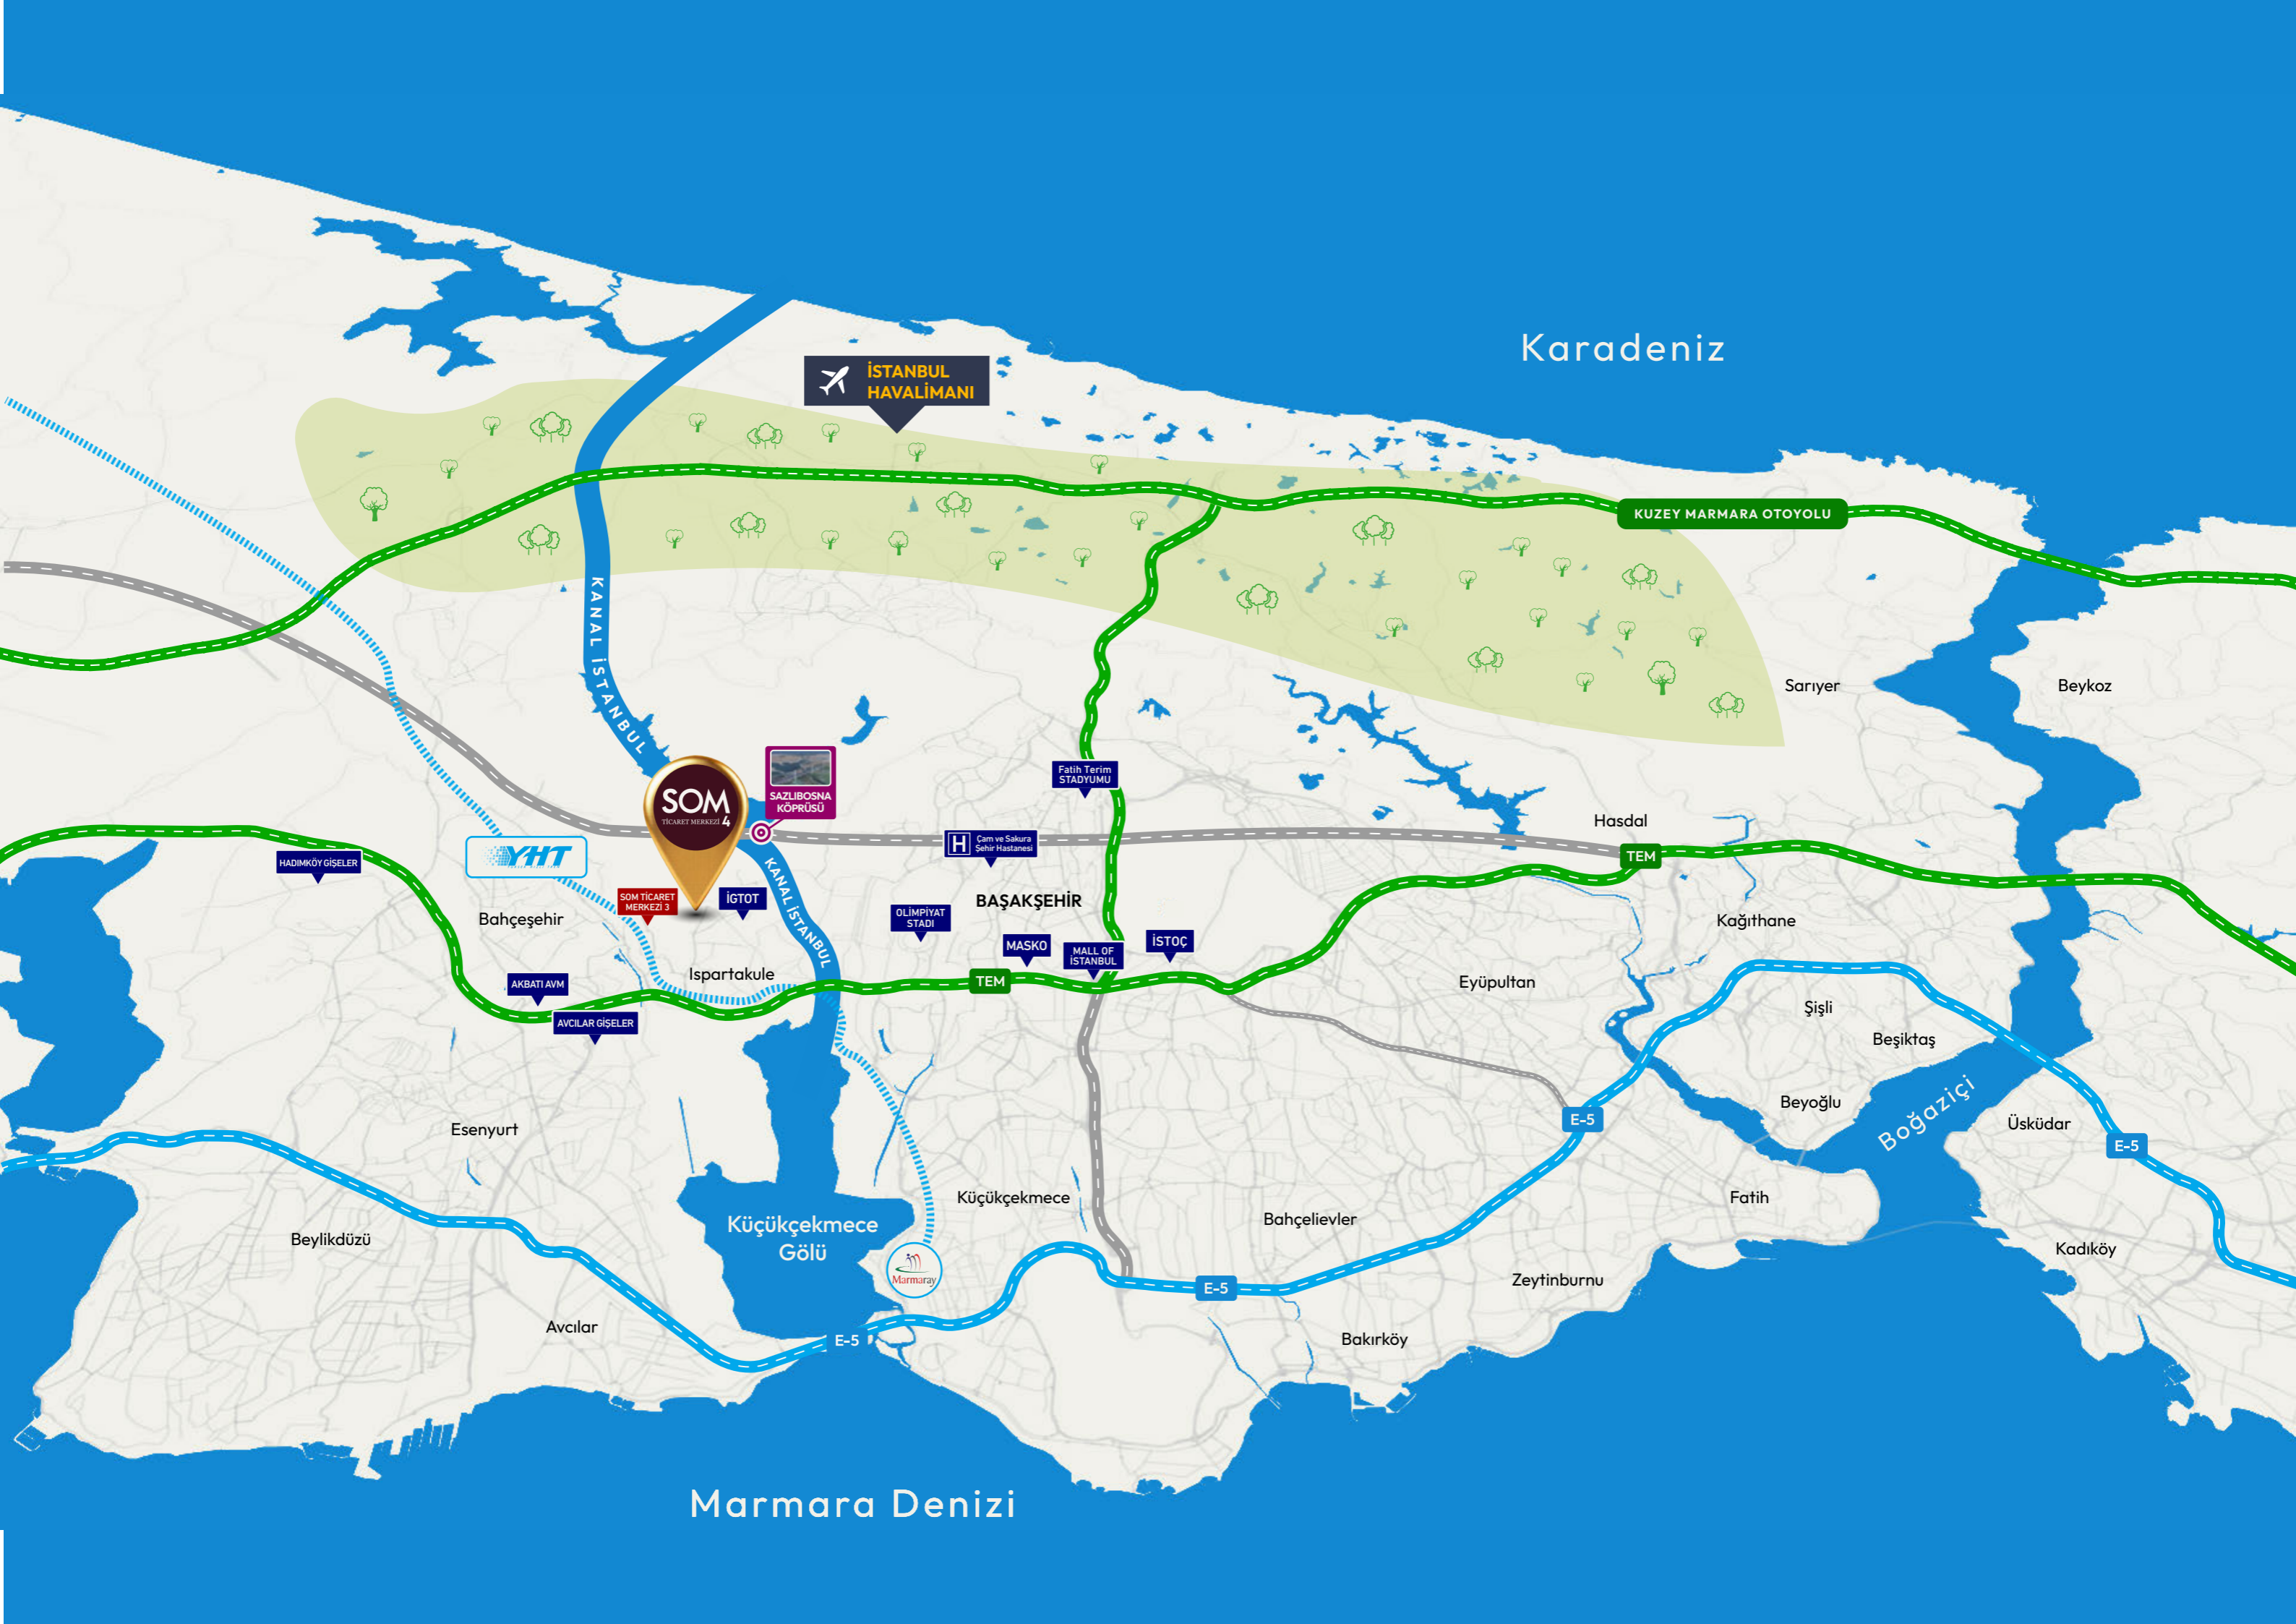 Karadeniz
İSTANBUL
HAVALİMANI
KUZEY MARMARA OTOYOLU
KANAL İSTANBUL
Sarıyer
Beykoz
SAZLIBOSNA
KÖPRÜSÜ
Fatih Terim
STADYUMU
SOM
TİCARET MERKEZİ 4
Hasdal
H
Çam ve Sakura
Şehir Hastanesi
YHT
TEM
HADIMKÖY GİŞELER
SOM TİCARET
MERKEZİ 3
İGTOT
KANAL İSTANBUL
BAŞAKŞEHİR
OLİMPİYAT
STADI
Bahçeşehir
Kağıthane
MASKO
MALL OF
İSTANBUL
İSTOÇ
Ispartakule
AKBATI AVM
TEM
Eyüpultan
AVCILAR GİŞELER
Şişli
Beşiktaş
Beyoğlu
Boğaziçi
E-5
Üsküdar
E-5
Esenyurt
Küçükçekmece
Fatih
Küçükçekmece
Gölü
Bahçelievler
Beylikdüzü
Kadıköy
Marmaray
Zeytinburnu
E-5
Avcılar
E-5
Bakırköy
Marmara Denizi